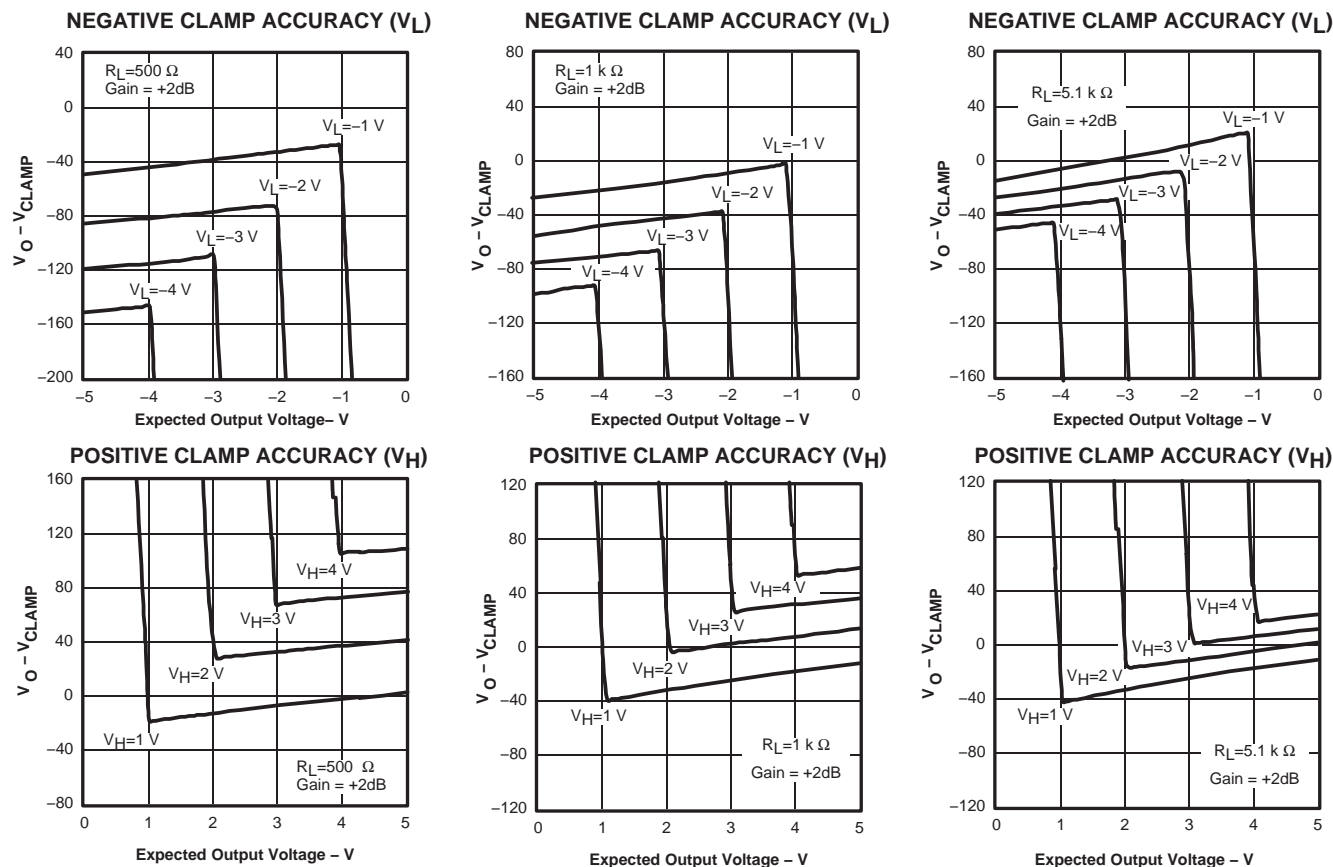 NEGATIVE CLAMP ACCURACY (VL)
40
0
−40
−80
−120
−160
−200
VO − VCLAMP
RL=500 Ω
Gain = +2dB
VL=−1 V
VL=−2 V
VL=−3 V
VL=−4 V
−5 −4 −3 −2 −1 0
Expected Output Voltage− V
NEGATIVE CLAMP ACCURACY (VL)
80
40
0
−40
−80
−120
−160
VO − VCLAMP
RL=1 k Ω
Gain = +2dB
VL=−1 V
VL=−2 V
VL=−3 V
VL=−4 V
−5 −4 −3 −2 −1 0
Expected Output Voltage − V
NEGATIVE CLAMP ACCURACY (VL)
80
40
0
−40
−80
−120
−160
VO − VCLAMP
RL=5.1 k Ω
Gain = +2dB
VL=−1 V
VL=−2 V
VL=−3 V
VL=−4 V
−5 −4 −3 −2 −1 0
Expected Output Voltage − V
POSITIVE CLAMP ACCURACY (VH)
160
120
80
40
0
−40
−80
VO − VCLAMP
VH=4 V
VH=3 V
VH=2 V
VH=1 V
RL=500 Ω
Gain = +2dB
0 1 2 3 4 5
Expected Output Voltage − V
POSITIVE CLAMP ACCURACY (VH)
120
80
40
0
−40
−80
−120
VO − VCLAMP
VH=4 V
VH=3 V
VH=2 V
VH=1 V
RL=1 k Ω
Gain = +2dB
0 1 2 3 4 5
Expected Output Voltage − V
POSITIVE CLAMP ACCURACY (VH)
120
80
40
0
−40
−80
−120
VO − VCLAMP
VH=4 V
VH=3 V
VH=2 V
VH=1 V
RL=5.1 k Ω
Gain = +2dB
0 1 2 3 4 5
Expected Output Voltage − V